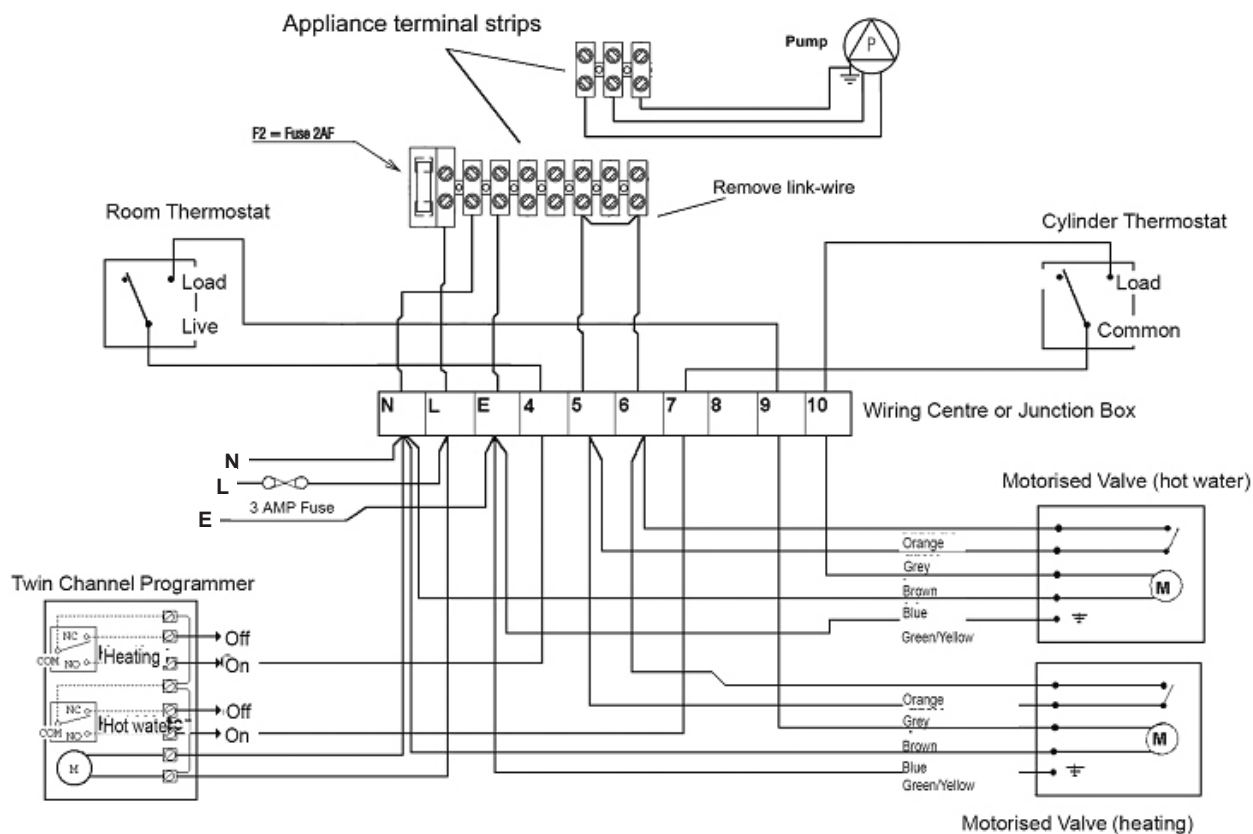 Appliance terminal strips
Pump
P
F2 = Fuse 2AF
Remove link-wire
Room Thermostat
Load
Live
Cylinder Thermostat
Load
Common
N L E 4 5 6 7 8 9 10
Wiring Centre or Junction Box
N
L
3 AMP Fuse
E
Motorised Valve (hot water)
Orange
Grey
Brown
Blue
Green/Yellow
M
Twin Channel Programmer
NC
Off
COM
NO
Heating
On
NC
Off
COM
NO
Hot water
On
M
Orange
Grey
Brown
Blue
Green/Yellow
M
Motorised Valve (heating)